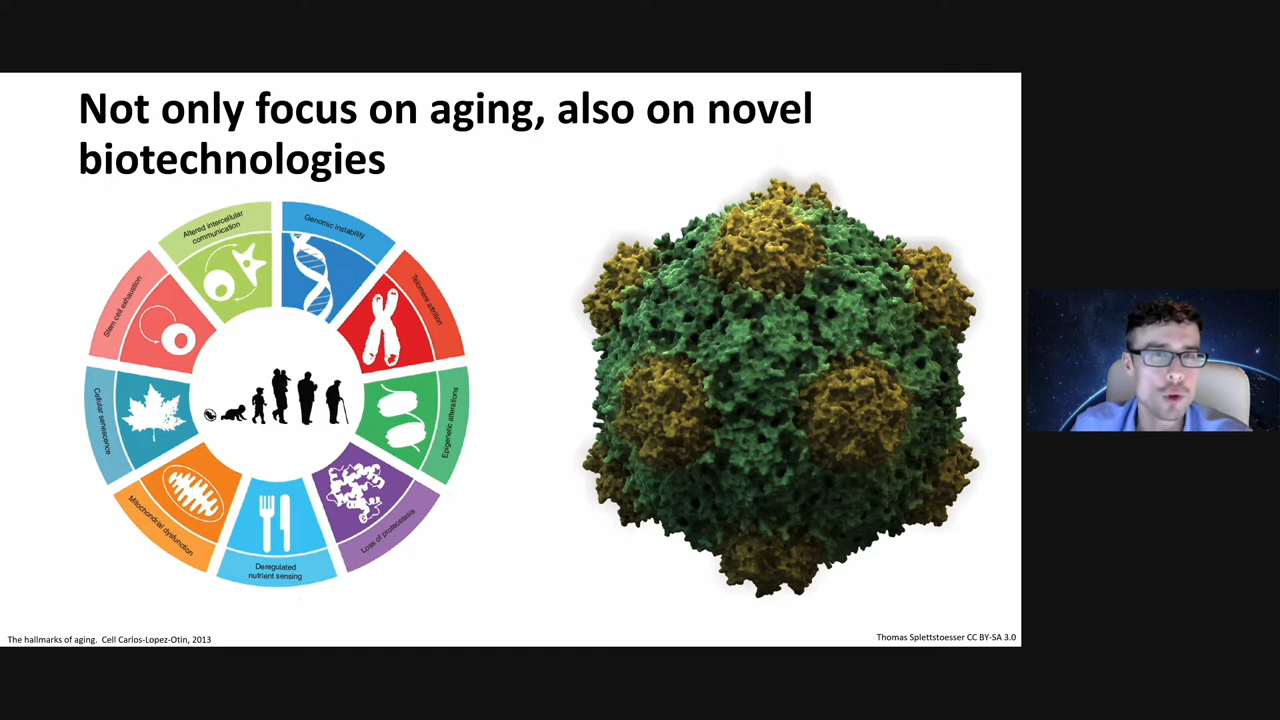 Not only focus on aging, also on novel
biotechnologies
Altered intercellular
communication
Genomic instability
Telomere attrition
Epigenetic alterations
Loss of proteostasis
Deregulated
nutrient sensing
Mitochondrial dysfunction
Cellular senescence
Stem cell exhaustion
The hallmarks of aging.  Cell Carlos-Lopez-Otin, 2013
Thomas Splettstoesser CC BY-SA 3.0